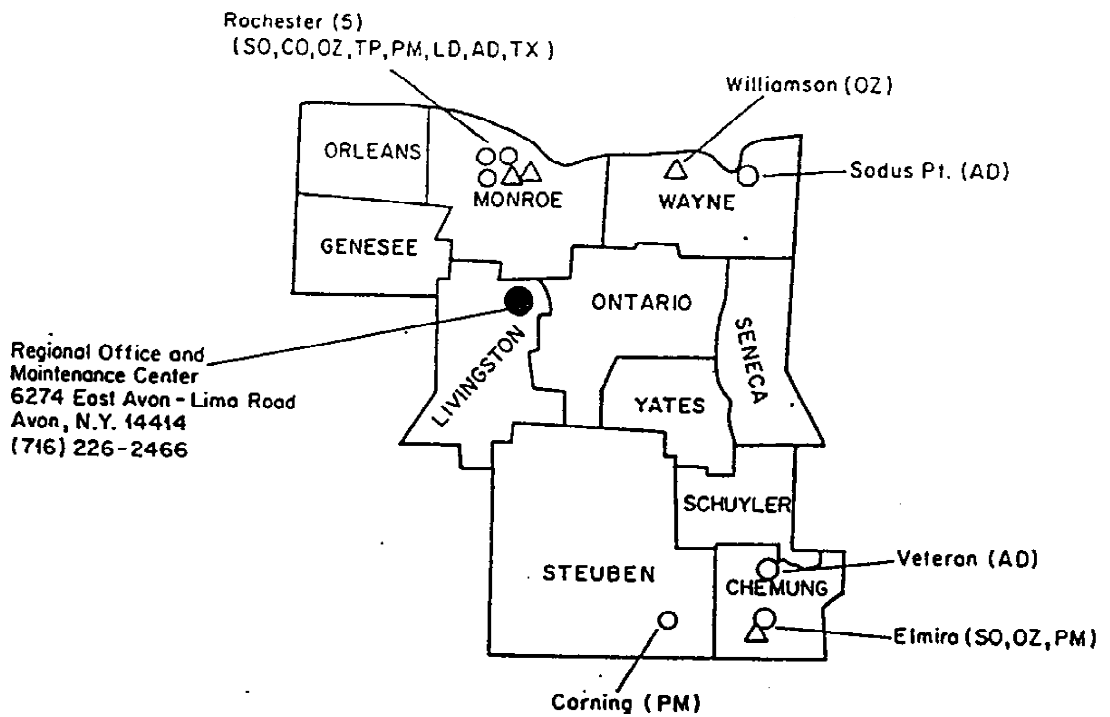 Rochester (5)
(SO,CO,OZ,TP,PM,LD,AD,TX)
Williamson (OZ)
ORLEANS
Sodus Pt. (AD)
MONROE
WAYNE
GENESEE
ONTARIO
SENECA
Regional Office and
Maintenance Center
6274 East Avon - Lima Road
Avon, N.Y. 14414
(716) 226-2466
LIVINGSTON
YATES
SCHUYLER
STEUBEN
Veteran (AD)
CHEMUNG
Elmira (SO,OZ,PM)
Corning (PM)